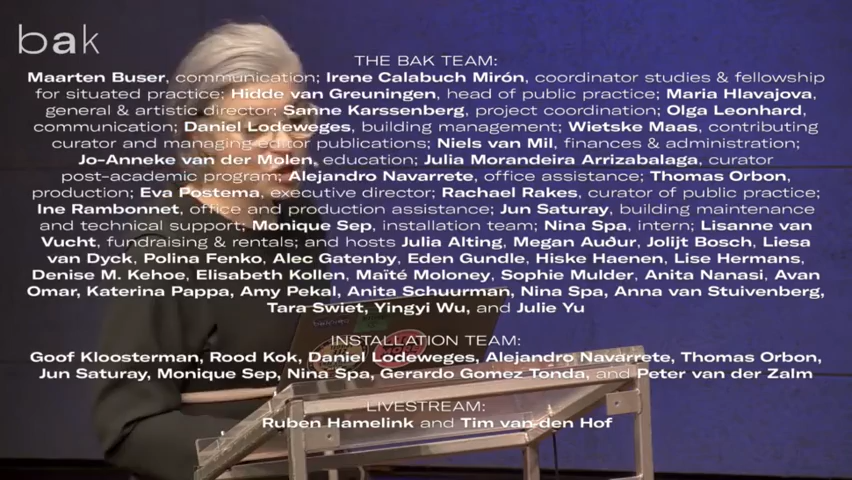 bak
THE BAK TEAM:
Maarten Buser, communication; Irene Calabuch Mirón, coordinator studies & fellowship
for situated practice; Hidde van Greuningen, head of public practice; Maria Hlavajova,
general & artistic director; Sanne Karssenberg, project coordination; Olga Leonhard,
communication; Daniel Lodeweges, building management; Wietske Maas, contributing
curator and managing editor publications; Niels van Mil, finances & administration;
Jo-Anneke van der Molen, education; Julia Morandeira Arrizabalaga, curator
post-academic program; Alejandro Navarrete, office assistance; Thomas Orbon,
production; Eva Postema, executive director; Rachael Rakes, curator of public practice;
Ine Rambonnet, office and production assistance; Jun Saturay, building maintenance
and technical support; Monique Sep, installation team; Nina Spa, intern; Lisanne van
Vucht, fundraising & rentals; and hosts Julia Alting, Megan Auður, Jolijt Bosch, Liesa
van Dyck, Polina Fenko, Alec Gatenby, Eden Gundle, Hiske Haenen, Lise Hermans,
Denise M. Kehoe, Elisabeth Kollen, Maïté Moloney, Sophie Mulder, Anita Nanasi, Avan
Omar, Katerina Pappa, Amy Pekal, Anita Schuurman, Nina Spa, Anna van Stuivenberg,
Tara Swiet, Yingyi Wu, and Julie Yu
INSTALLATION TEAM:
Goof Kloosterman, Rood Kok, Daniel Lodeweges, Alejandro Navarrete, Thomas Orbon,
Jun Saturay, Monique Sep, Nina Spa, Gerardo Gomez Tonda, and Peter van der Zalm
LIVESTREAM:
Ruben Hamelink and Tim van den Hof